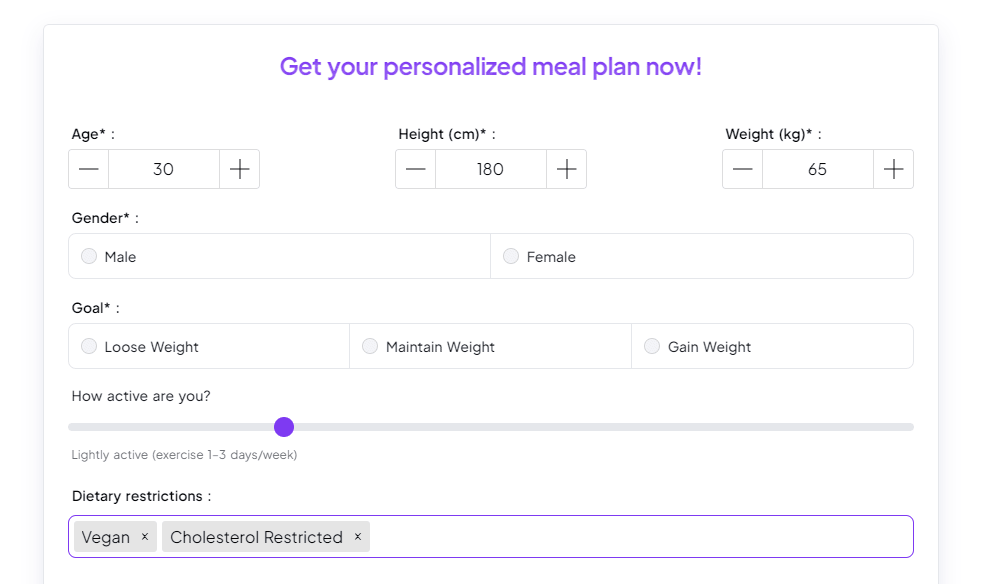 Get your personalized meal plan now!
Age* : Height (cm)* : Weight (kg)* :
— 30 + — 180 + — 65 +
Gender* :
Male Female
Goal* :
Loose Weight Maintain Weight Gain Weight
How active are you?
Lightly active (exercise 1–3 days/week)
Dietary restrictions :
Vegan × Cholesterol Restricted ×